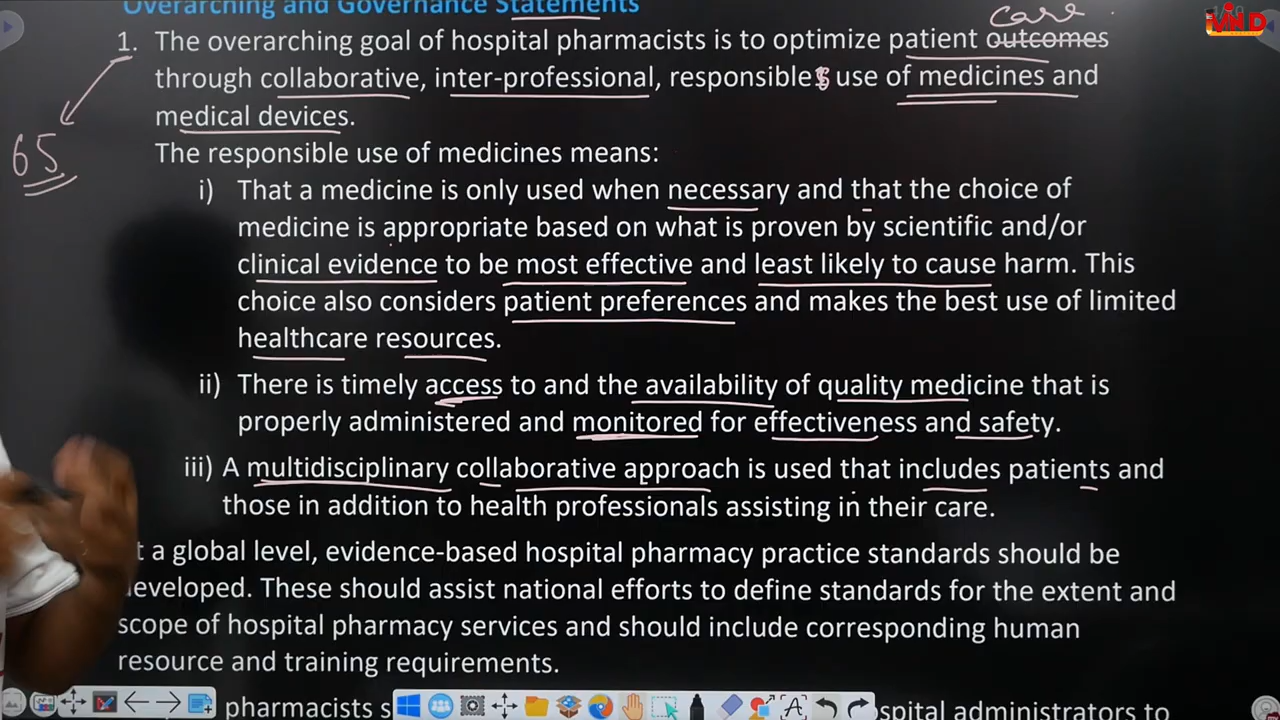 Overarching and Governance Statements
care
1. The overarching goal of hospital pharmacists is to optimize patient outcomes
through collaborative, inter-professional, responsible use of medicines and
medical devices.
65
The responsible use of medicines means:
i) That a medicine is only used when necessary and that the choice of
medicine is appropriate based on what is proven by scientific and/or
clinical evidence to be most effective and least likely to cause harm. This
choice also considers patient preferences and makes the best use of limited
healthcare resources.
ii) There is timely access to and the availability of quality medicine that is
properly administered and monitored for effectiveness and safety.
iii) A multidisciplinary collaborative approach is used that includes patients and
those in addition to health professionals assisting in their care.
t a global level, evidence-based hospital pharmacy practice standards should be
developed. These should assist national efforts to define standards for the extent and
scope of hospital pharmacy services and should include corresponding human
resource and training requirements.
pharmacists s spital administrators to